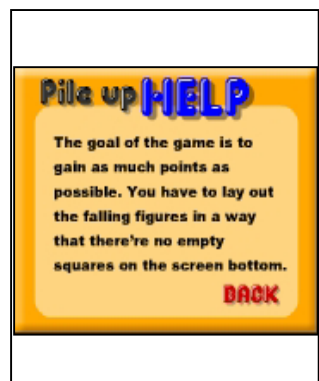 Pile up HELP
The goal of the game is to
gain as much points as
possible. You have to lay out
the falling figures in a way
that there're no empty
squares on the screen bottom.
BACK